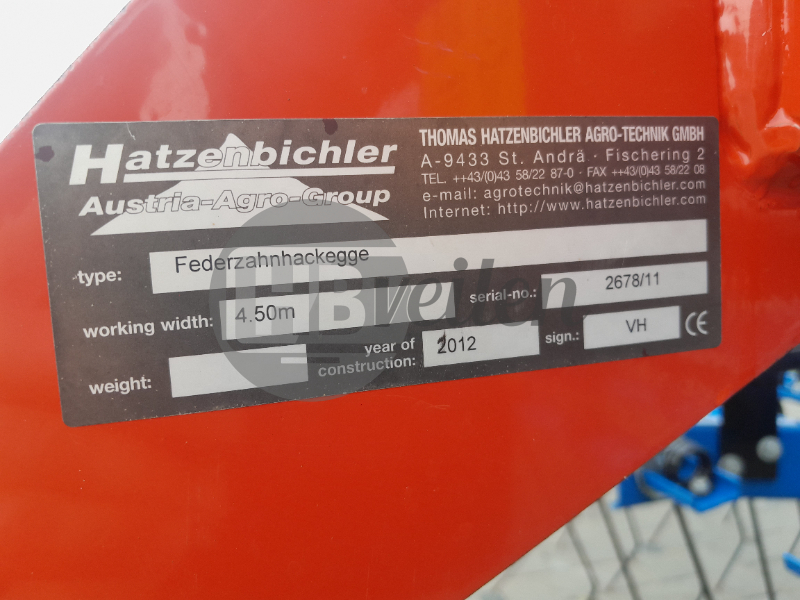 Hatzenbichler
Austria-Agro-Group
THOMAS HATZENBICHLER AGRO-TECHNIK GMBH
A-9433 St. Andrä · Fischering 2
TEL. ++43/(0)43 58/22 87-0 · FAX ++43/(0)43 58/22 08
e-mail: agrotechnik@hatzenbichler.com
Internet: http://www.hatzenbichler.com
type: Federzahnhackegge
working width: 4.50m serial-no.: 2678/11
weight: year of construction: 2012 sign.: VH CE
HBveilen